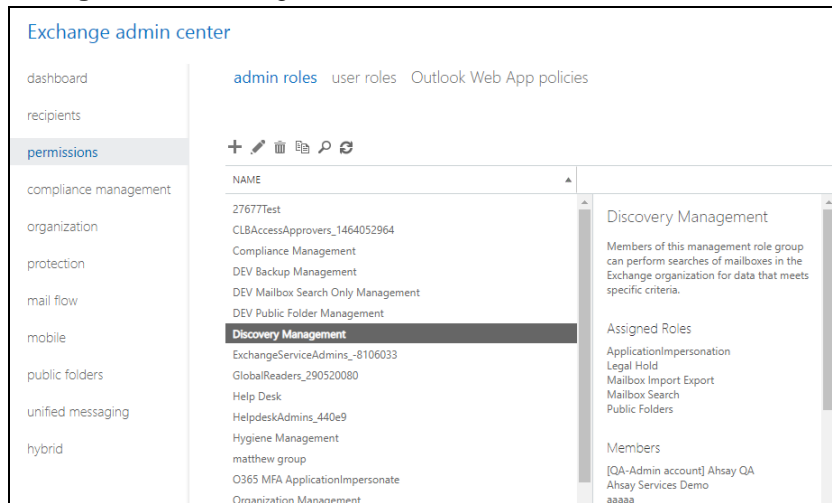 Exchange admin center
dashboard
recipients
permissions
compliance management
organization
protection
mail flow
mobile
public folders
unified messaging
hybrid
admin roles user roles Outlook Web App policies
NAME
27677Test
CLBAccessApprovers_1464052964
Compliance Management
DEV Backup Management
DEV Mailbox Search Only Management
DEV Public Folder Management
Discovery Management
ExchangeServiceAdmins_-8106033
GlobalReaders_290520080
Help Desk
HelpdeskAdmins_440e9
Hygiene Management
matthew group
O365 MFA ApplicationImpersonate
Organization Management
Discovery Management
Members of this management role group
can perform searches of mailboxes in the
Exchange organization for data that meets
specific criteria.
Assigned Roles
ApplicationImpersonation
Legal Hold
Mailbox Import Export
Mailbox Search
Public Folders
Members
[QA-Admin account] Ahsay QA
Ahsay Services Demo
aaaaa